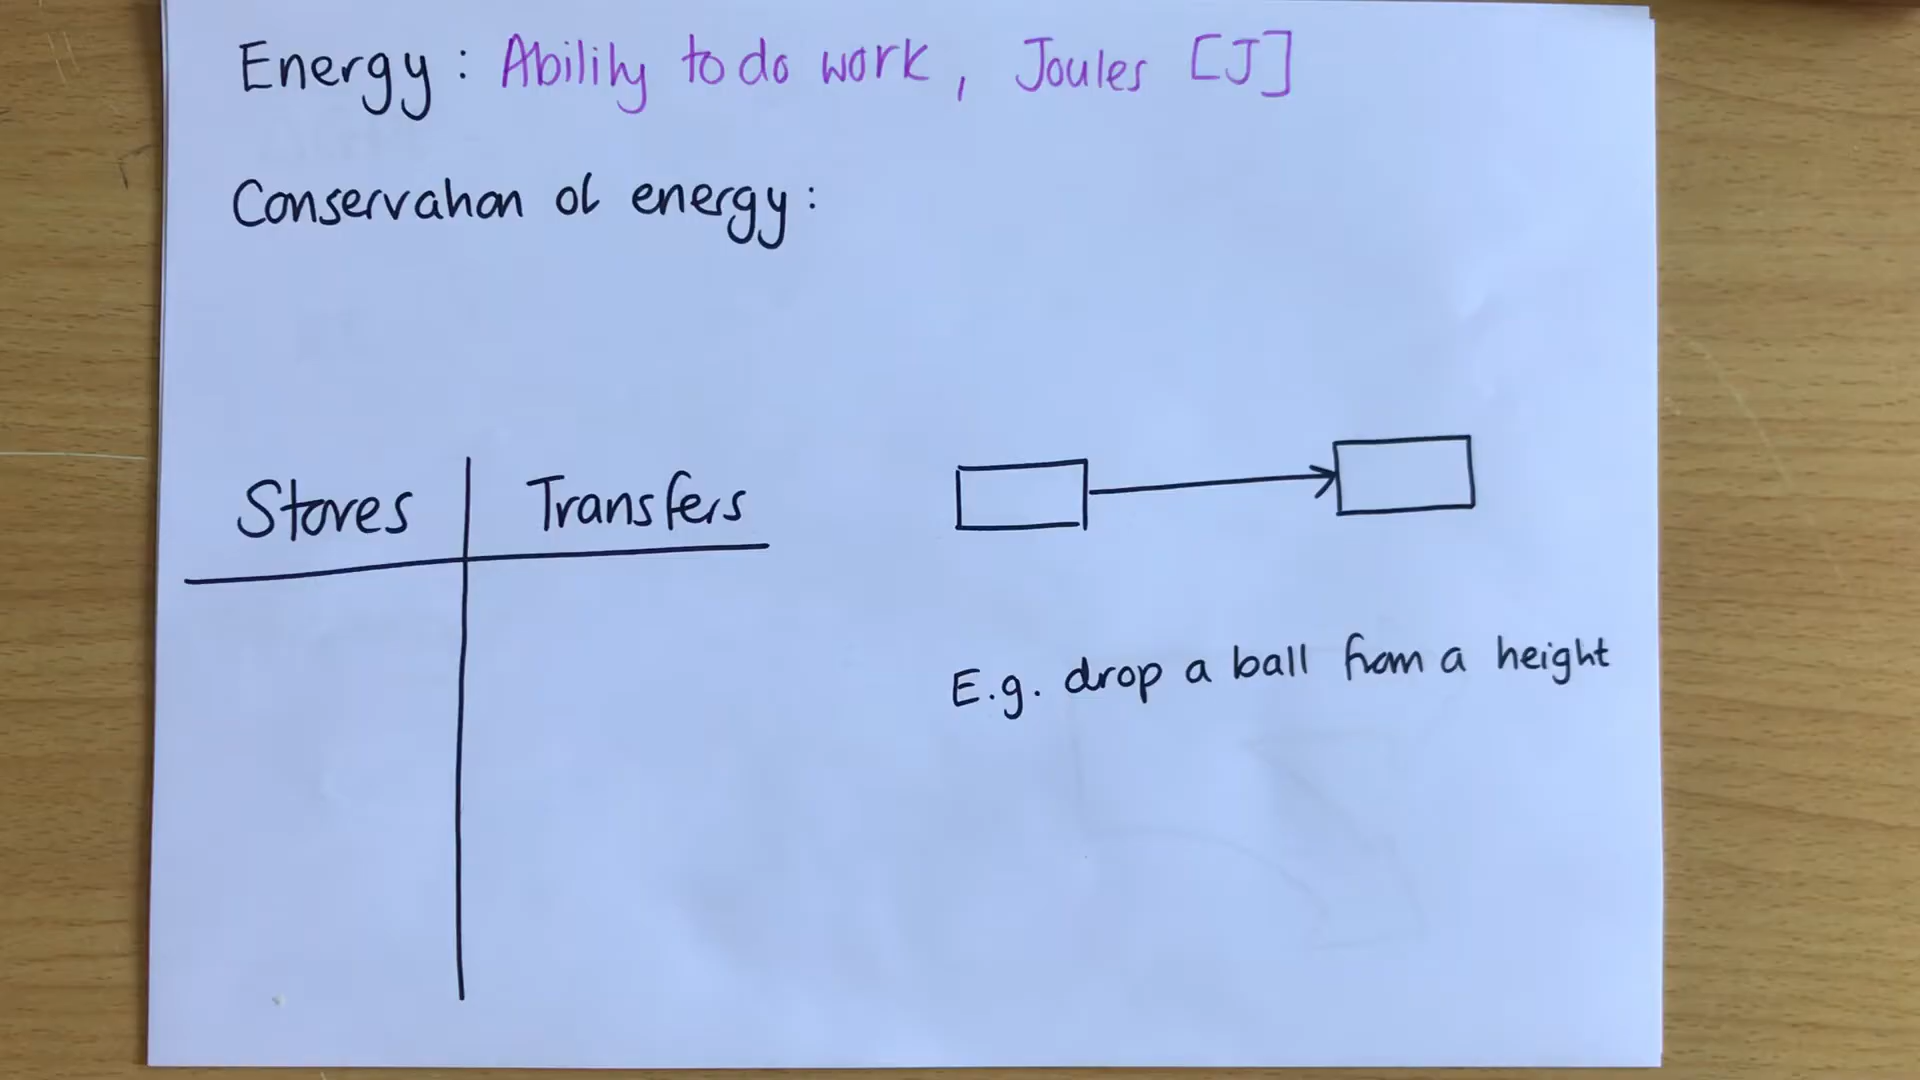 Energy: Ability to do work, Joules [J]
Conservation of energy:
Stores Transfers
E.g. drop a ball from a height